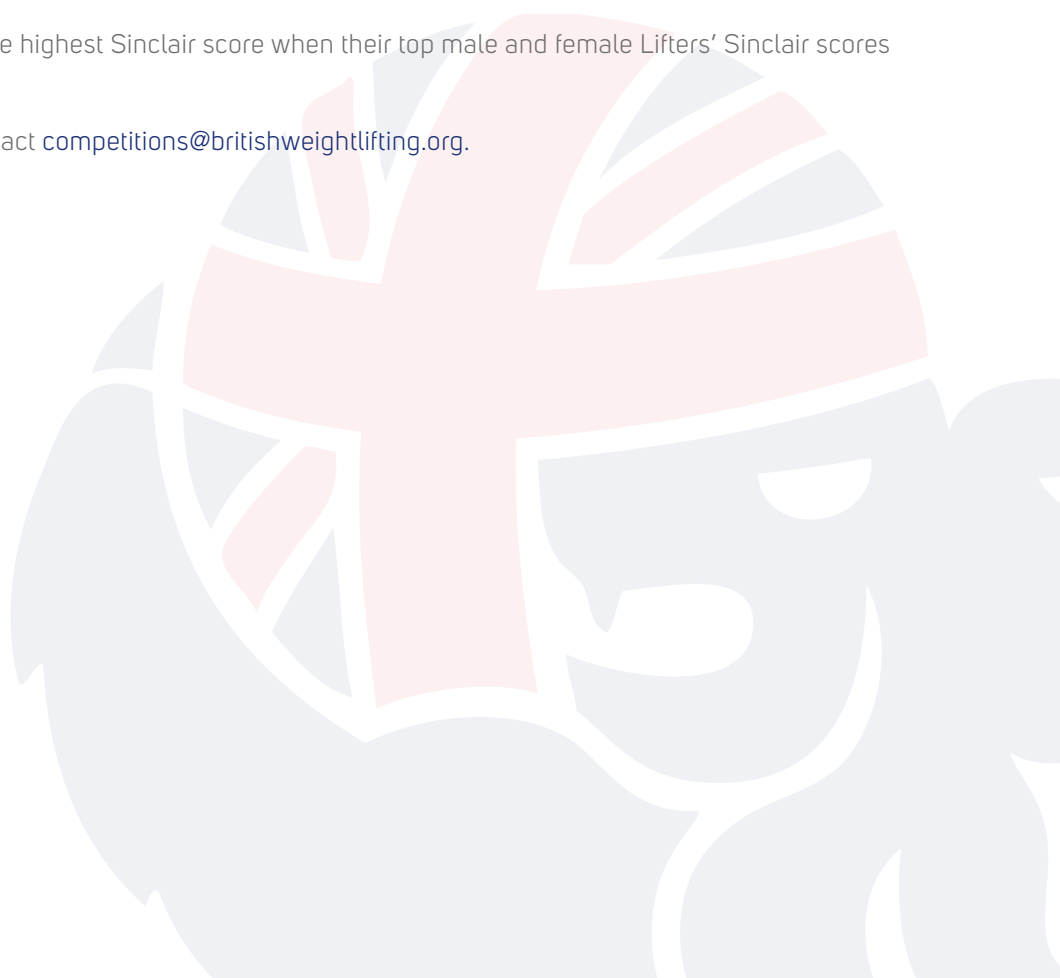 e highest Sinclair score when their top male and female Lifters’ Sinclair scores
act competitions@britishweightlifting.org.